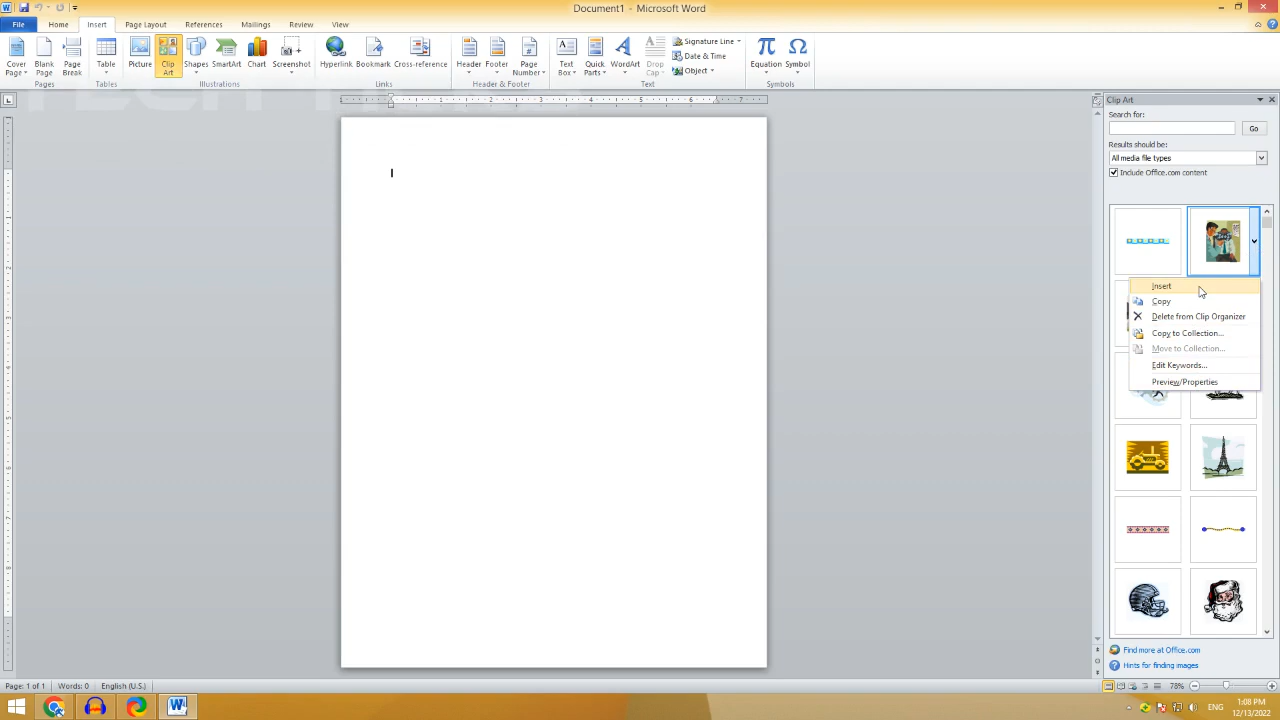 Document1 - Microsoft Word
File Home Insert Page Layout References Mailings Review View
Cover Page Blank Page Page Break Table Picture Clip Art Shapes SmartArt Chart Screenshot Hyperlink Bookmark Cross-reference Header Footer Page Number Text Box Quick Parts WordArt Drop Cap Signature Line Date & Time Object Equation Symbol
Pages Tables Illustrations Links Header & Footer Text Symbols
Clip Art
Search for:
Go
Results should be:
All media file types
Include Office.com content
Insert
Copy
Delete from Clip Organizer
Copy to Collection...
Move to Collection...
Edit Keywords...
Preview/Properties
Find more at Office.com
Hints for finding images
Page: 1 of 1 Words: 0 English (U.S.) 78%
ENG 1:08 PM
12/13/2022